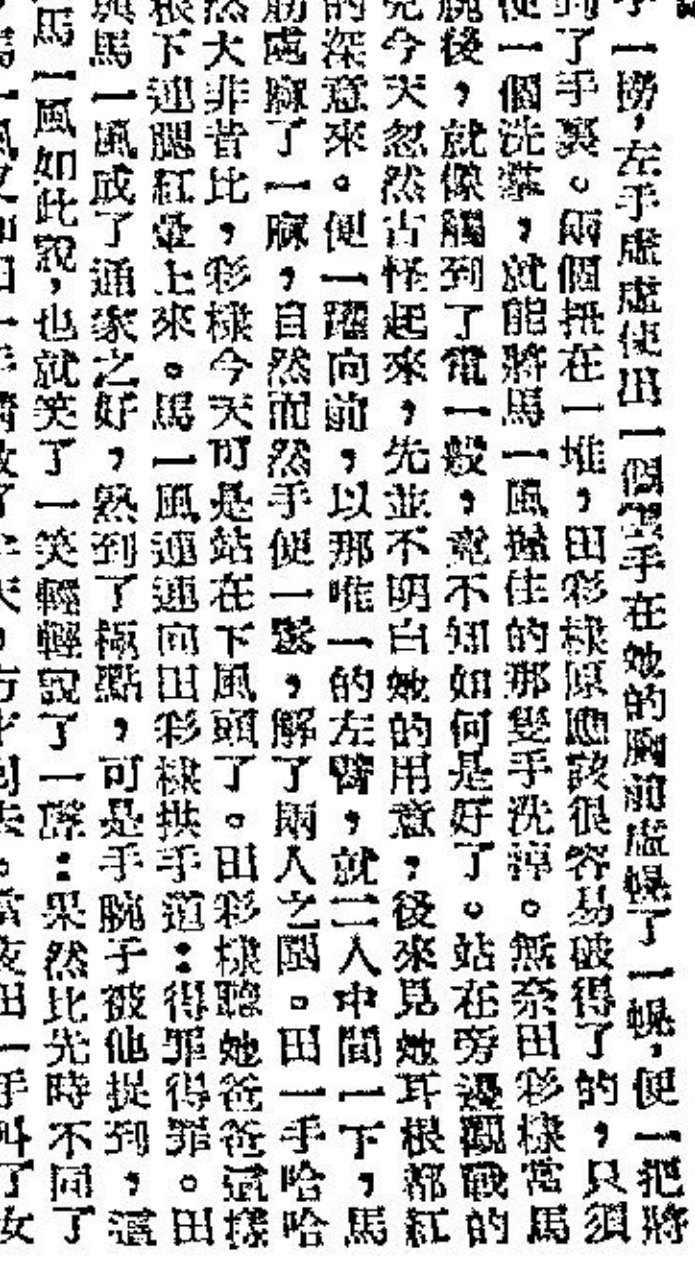 一撈，左手虛虛使出一個雲手在她的胸前虛幌了一幌，便一把將
到了手裏。兩個扭在一堆，田彩棣原應該很容易破得了的，只須
使一個洗拳，就能將馬一風握住的那雙手洗掉。無奈田彩棣當馬
腕後，就像觸到了電一般，竟不知如何是好了。站在旁邊觀戰的
今天忽然古怪起來，先並不明白她的用意，後來見她耳根都紅
的深意來。便一躍向前，以那唯一的左臂，就二人中間一下，馬
處麻了一麻，自然而然手便一鬆，解了兩人之圍。田一手哈哈
然大非昔比，彩棣今天可是站在下風頭了。田彩棣聽她爸爸這樣
根下連腮紅暈上來。馬一風連連向田彩棣拱手道：得罪得罪。田
與馬一風成了通家之好，熟到了極點，可是手腕子被他捉到，這
馬一風如此說，也就笑了一笑輕輕說了一聲：果然比先時不同了